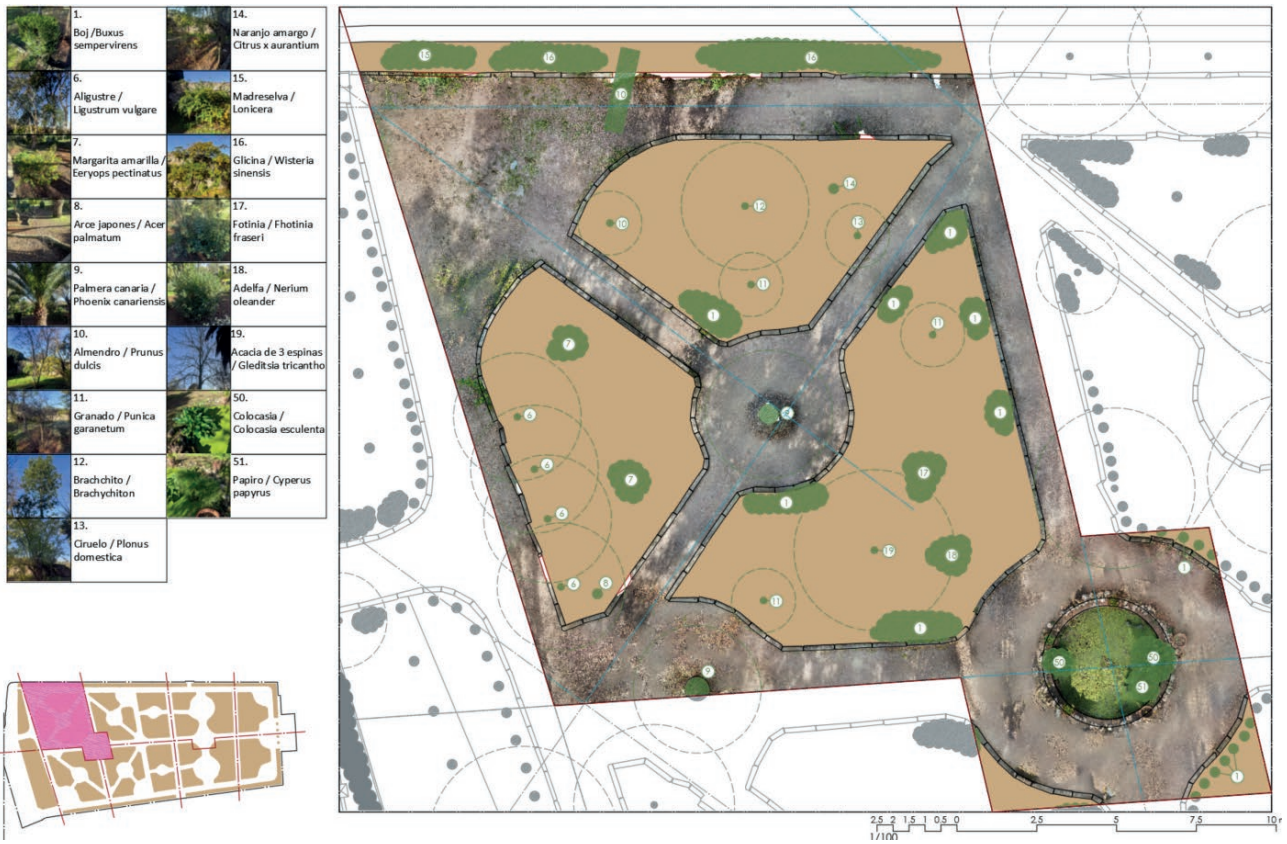 1.
Boj /Buxus
sempervirens
6.
Aligustre /
Ligustrum vulgare
7.
Margarita amarilla /
Eeryops pectinatus
8.
Arce japones / Acer
palmatum
9.
Palmera canaria /
Phoenix canariensis
10.
Almendro / Prunus
dulcis
11.
Granado / Punica
garanetum
12.
Brachchito /
Brachychiton
13.
Ciruelo / Plonus
domestica
14.
Naranjo amargo /
Citrus x aurantium
15.
Madreselva /
Lonicera
16.
Glicina / Wisteria
sinensis
17.
Fotinia / Fhotinia
fraseri
18.
Adelfa / Nerium
oleander
19.
Acacia de 3 espinas
/ Gleditsia tricantho
50.
Colocasia /
Colocasia esculenta
51.
Papiro / Cyperus
papyrus
15
16
16
10
14
12
10
13
11
1
1
1
1
11
7
1
8
6
6
7
17
1
6
19
18
6
8
11
1
1
9
50
50
51
1
2.5 2 1.5 1 0.5 0 2.5 5 7.5 10 m
1/100